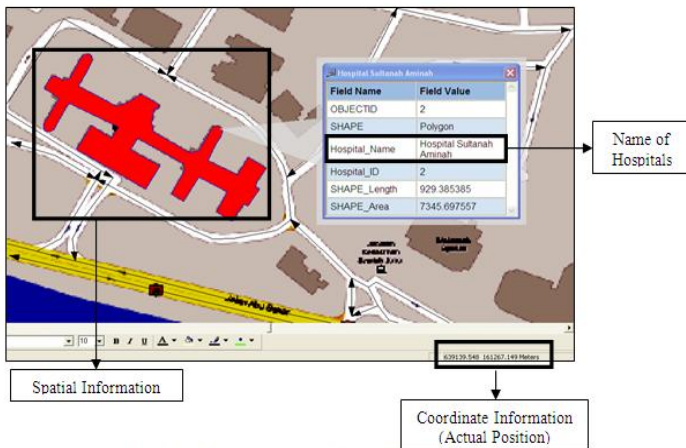 Hospital Sultanah Aminah
Field Name Field Value
OBJECTID 2
SHAPE Polygon
Hospital_Name Hospital Sultanah
Aminah
Hospital_ID 2
SHAPE_Length 929.385385
SHAPE_Area 7345.697557
Name of
Hospitals
Jalan Abu Bakar
10 B I U A
639139.548 161267.149 Meters
Spatial Information
Coordinate Information
(Actual Position)